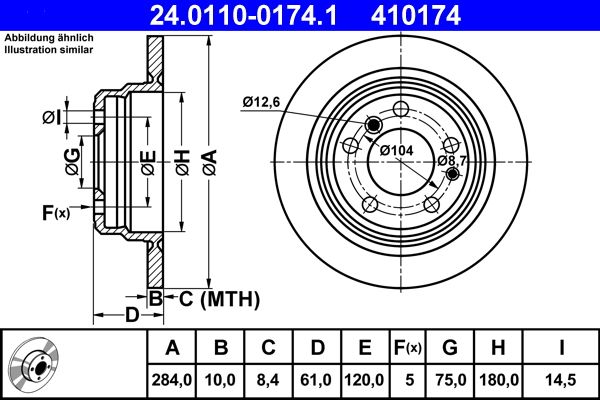 24.0110-0174.1 410174
Abbildung ähnlich
Illustration similar
ØI
ØG
ØE
ØH
ØA
F(x)
B
C (MTH)
D
Ø12,6
Ø104
Ø8,7
A B C D E F(x) G H I
284,0 10,0 8,4 61,0 120,0 5 75,0 180,0 14,5